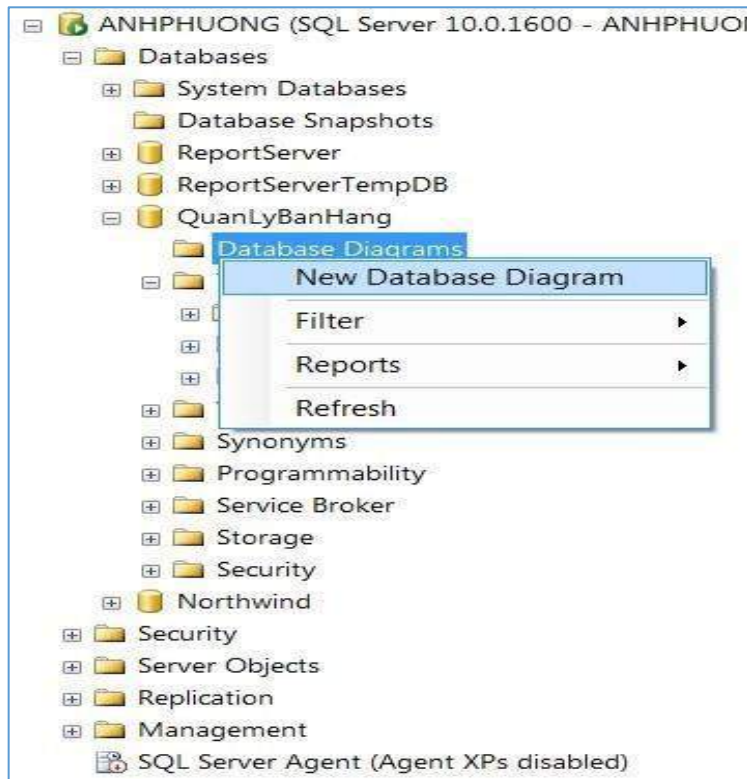 ANHPHUONG (SQL Server 10.0.1600 - ANHPHUO
Databases
System Databases
Database Snapshots
ReportServer
ReportServerTempDB
QuanLyBanHang
Database Diagrams
New Database Diagram
Filter
Reports
Refresh
Synonyms
Programmability
Service Broker
Storage
Security
Northwind
Security
Server Objects
Replication
Management
SQL Server Agent (Agent XPs disabled)